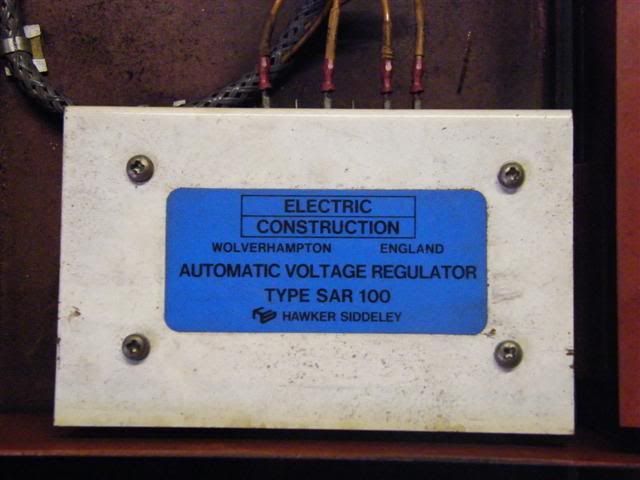 ELECTRIC
CONSTRUCTION
WOLVERHAMPTON ENGLAND
AUTOMATIC VOLTAGE REGULATOR
TYPE SAR 100
HAWKER SIDDELEY